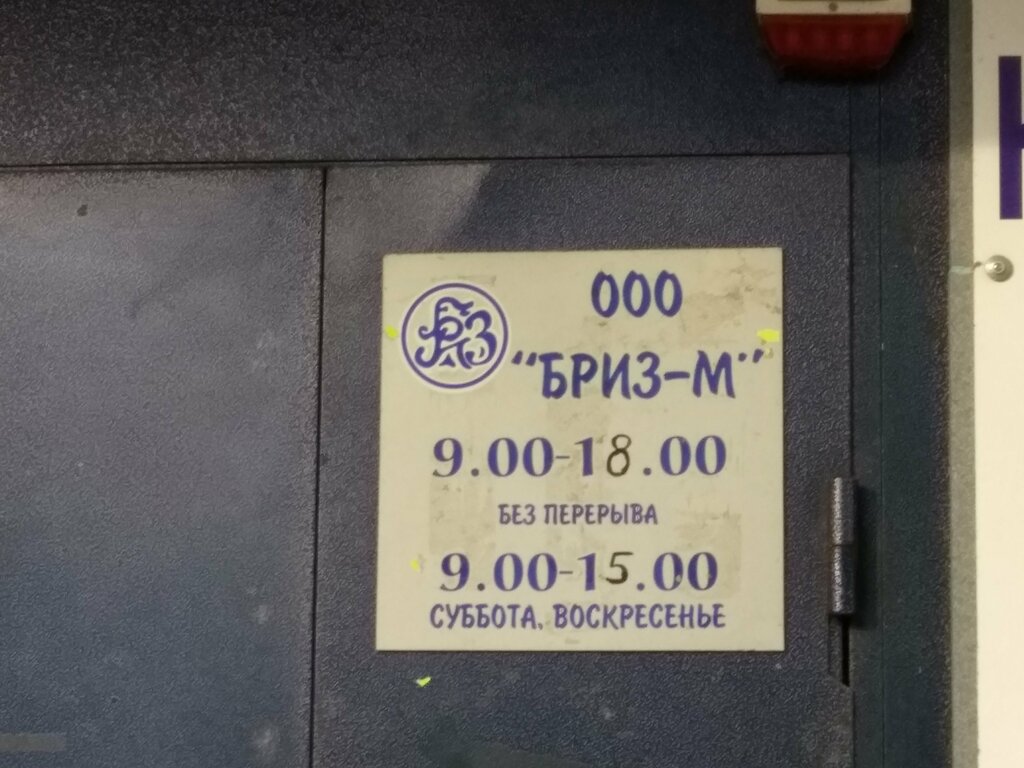 ООО
"БРИЗ-М"
9.00-18.00
БЕЗ ПЕРЕРЫВА
9.00-15.00
СУББОТА, ВОСКРЕСЕНЬЕ